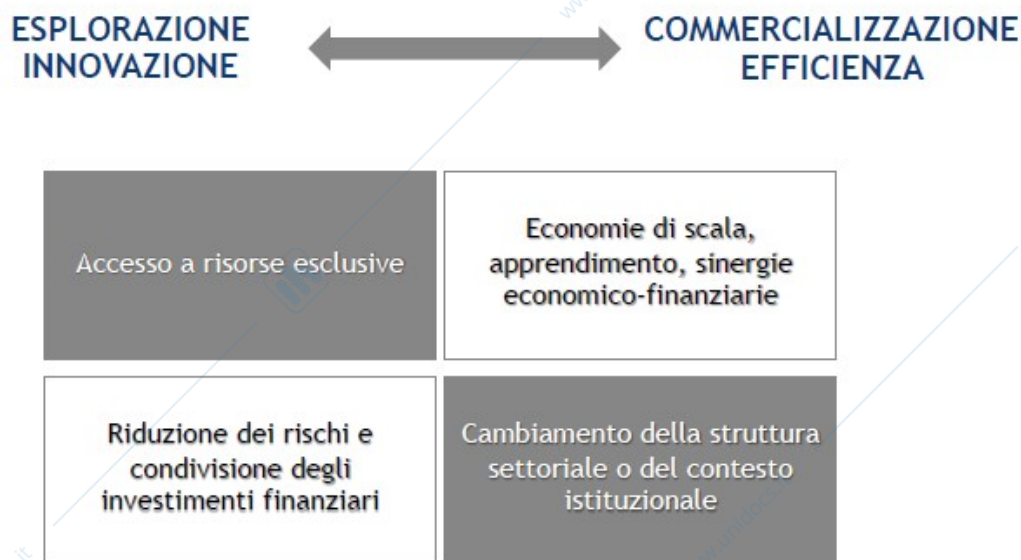 ESPLORAZIONE
INNOVAZIONE
COMMERCIALIZZAZIONE
EFFICIENZA
Accesso a risorse esclusive
Economie di scala,
apprendimento, sinergie
economico-finanziarie
Riduzione dei rischi e
condivisione degli
investimenti finanziari
Cambiamento della struttura
settoriale o del contesto
istituzionale